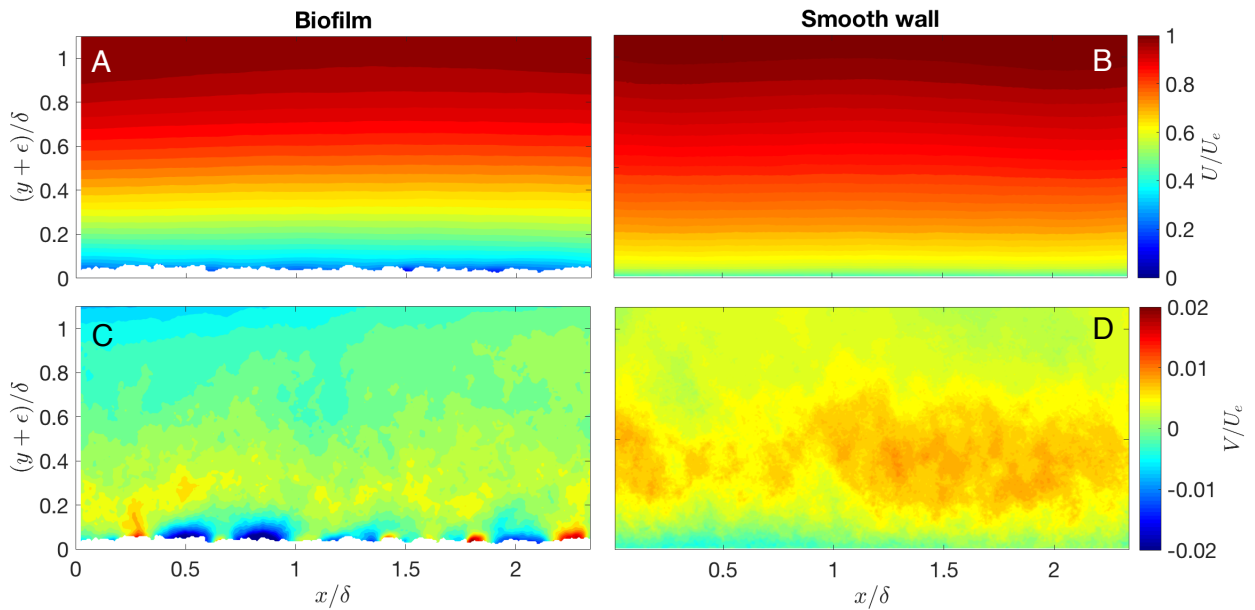 Biofilm Smooth wall
A B
1
0.8
0.6
0.4
0.2
0
(y + ϵ)/δ
1
0.8
0.6
0.4
0.2
0
U/U_e
C D
1
0.8
0.6
0.4
0.2
0
(y + ϵ)/δ
0.02
0.01
0
-0.01
-0.02
V/U_e
0 0.5 1 1.5 2
0.5 1 1.5 2
x/δ x/δ